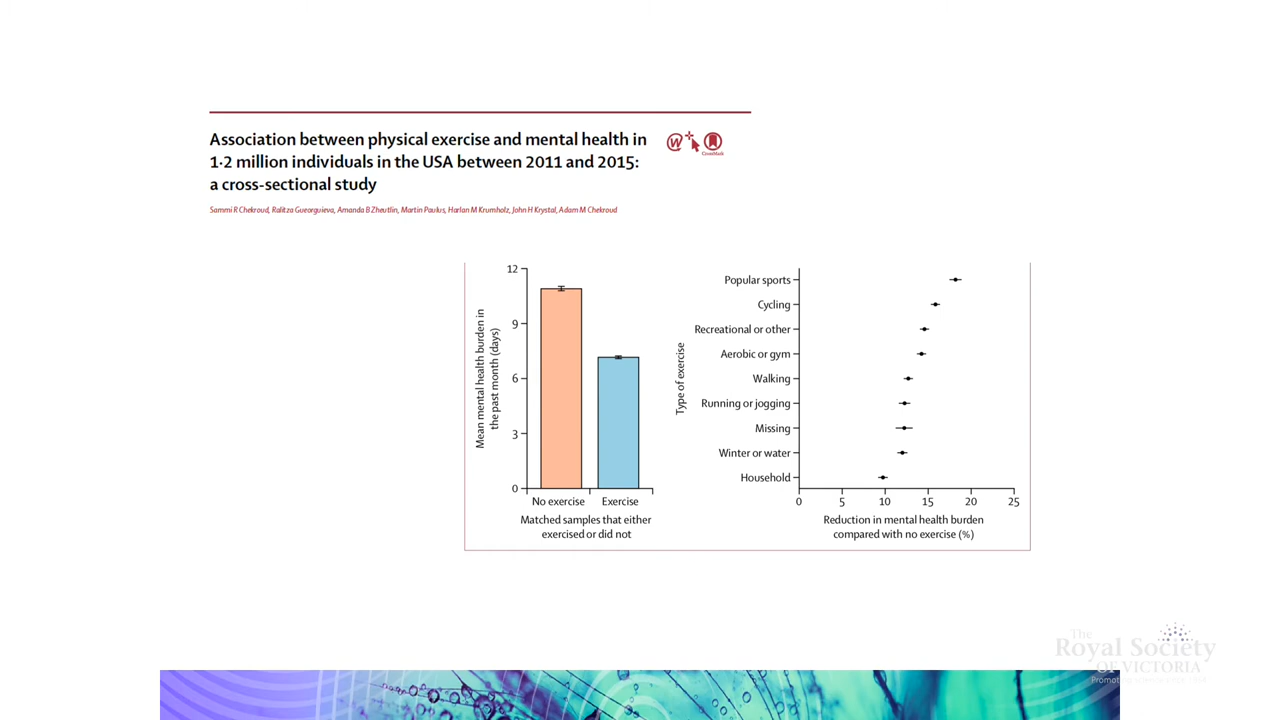 Association between physical exercise and mental health in
1·2 million individuals in the USA between 2011 and 2015:
a cross-sectional study
Sammi R Chekroud, Ralitza Gueorguieva, Amanda B Zheutlin, Martin Paulus, Harlan M Krumholz, John H Krystal, Adam M Chekroud
W
CrossMark
Mean mental health burden in
the past month (days)
12
9
6
3
0
No exercise
Exercise
Matched samples that either
exercised or did not
Type of exercise
Popular sports
Cycling
Recreational or other
Aerobic or gym
Walking
Running or jogging
Missing
Winter or water
Household
0 5 10 15 20 25
Reduction in mental health burden
compared with no exercise (%)
The
Royal Society
OF VICTORIA